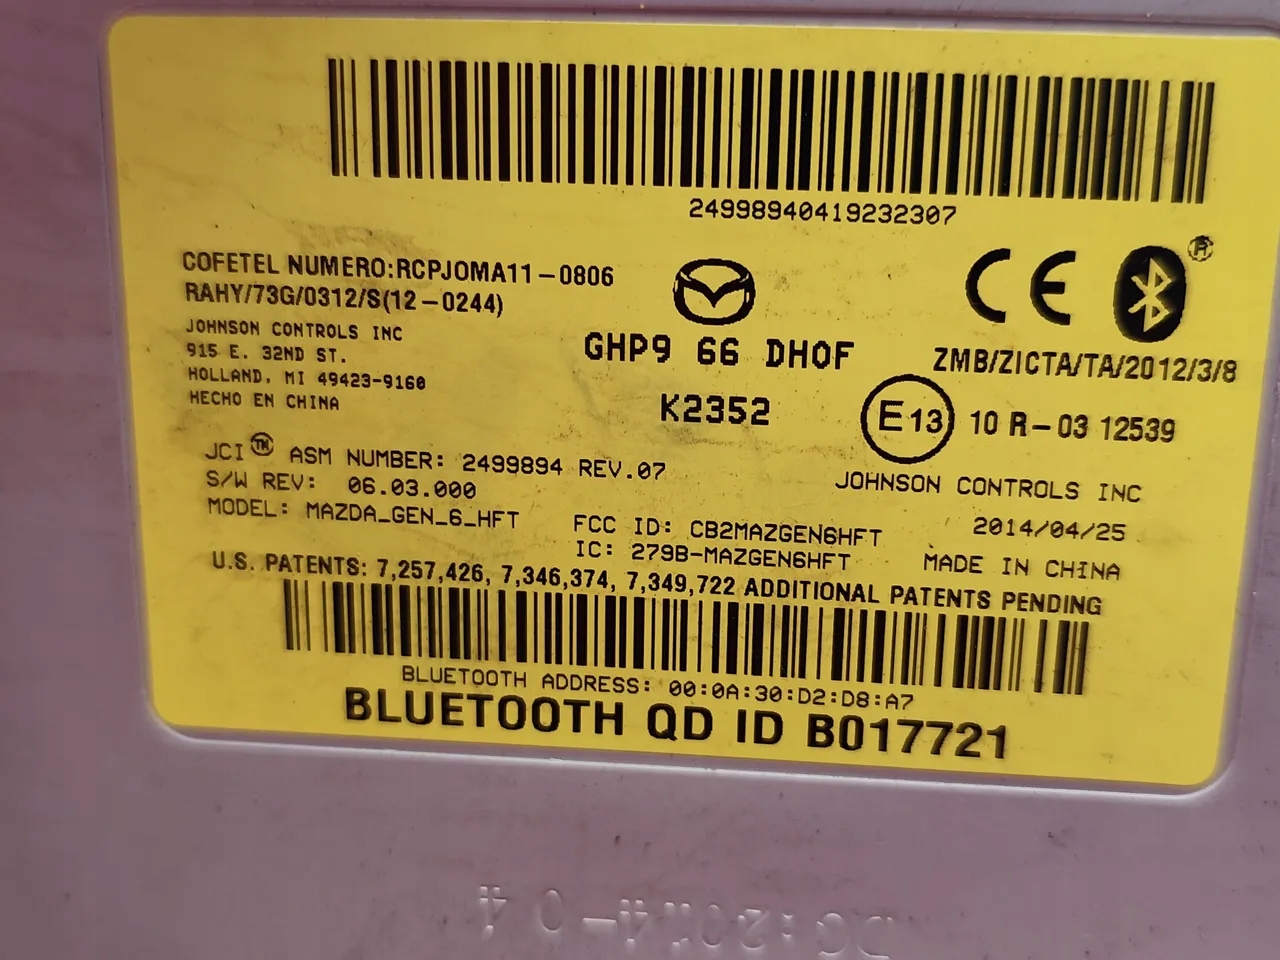 24998940419232307
COFETEL NUMERO:RCPJOMA11-0806
RAHY/73G/0312/S(12-0244)
JOHNSON CONTROLS INC
915 E. 32ND ST.
HOLLAND, MI 49423-9160
HECHO EN CHINA
GHP9 66 DH0F
K2352
CE
®
ZMB/ZICTA/TA/2012/3/8
E13 10 R-03 12539
JCI™ ASM NUMBER: 2499894 REV.07
S/W REV: 06.03.000
MODEL: MAZDA_GEN_6_HFT
JOHNSON CONTROLS INC
2014/04/25
FCC ID: CB2MAZGEN6HFT
IC: 279B-MAZGEN6HFT
MADE IN CHINA
U.S. PATENTS: 7,257,426, 7,346,374, 7,349,722 ADDITIONAL PATENTS PENDING
BLUETOOTH ADDRESS: 00:0A:30:D2:D8:A7
BLUETOOTH QD ID B017721